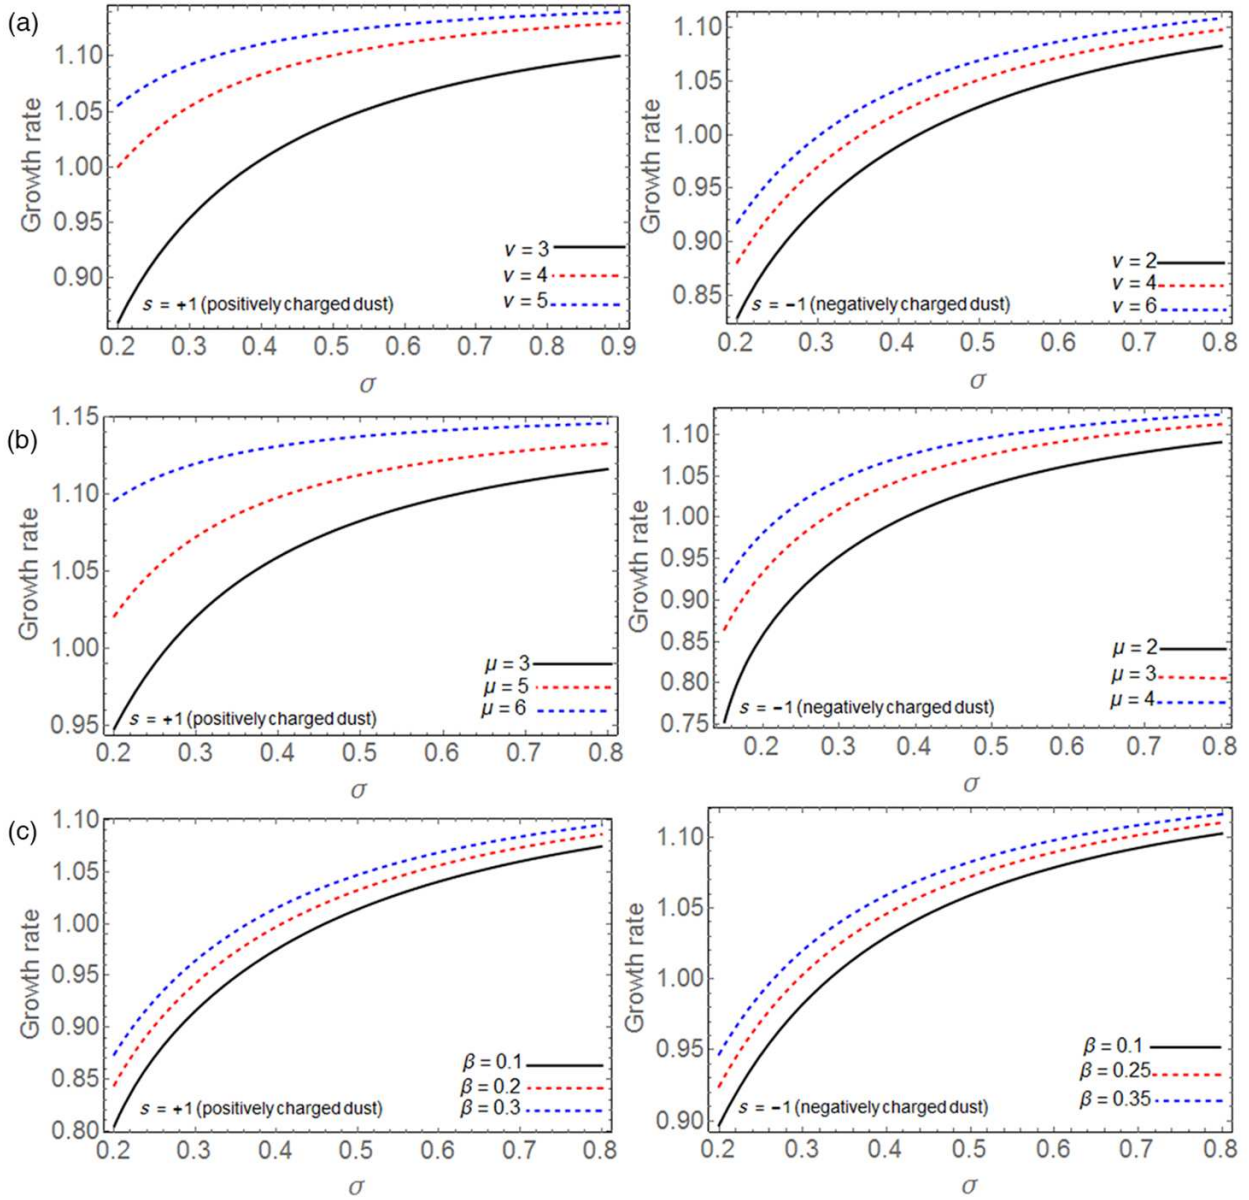 (a)
Growth rate
1.10
1.05
1.00
0.95
0.90
ν = 3
ν = 4
ν = 5
s = +1 (positively charged dust)
0.2 0.3 0.4 0.5 0.6 0.7 0.8 0.9
σ
Growth rate
1.10
1.05
1.00
0.95
0.90
0.85
ν = 2
ν = 4
ν = 6
s = −1 (negatively charged dust)
0.2 0.3 0.4 0.5 0.6 0.7 0.8
σ
(b)
Growth rate
1.15
1.10
1.05
1.00
0.95
μ = 3
μ = 5
μ = 6
s = +1 (positively charged dust)
0.2 0.3 0.4 0.5 0.6 0.7 0.8
σ
Growth rate
1.10
1.05
1.00
0.95
0.90
0.85
0.80
0.75
μ = 2
μ = 3
μ = 4
s = −1 (negatively charged dust)
0.2 0.3 0.4 0.5 0.6 0.7 0.8
σ
(c)
Growth rate
1.10
1.05
1.00
0.95
0.90
0.85
0.80
β = 0.1
β = 0.2
β = 0.3
s = +1 (positively charged dust)
0.2 0.3 0.4 0.5 0.6 0.7 0.8
σ
Growth rate
1.10
1.05
1.00
0.95
0.90
β = 0.1
β = 0.25
β = 0.35
s = −1 (negatively charged dust)
0.2 0.3 0.4 0.5 0.6 0.7 0.8
σ